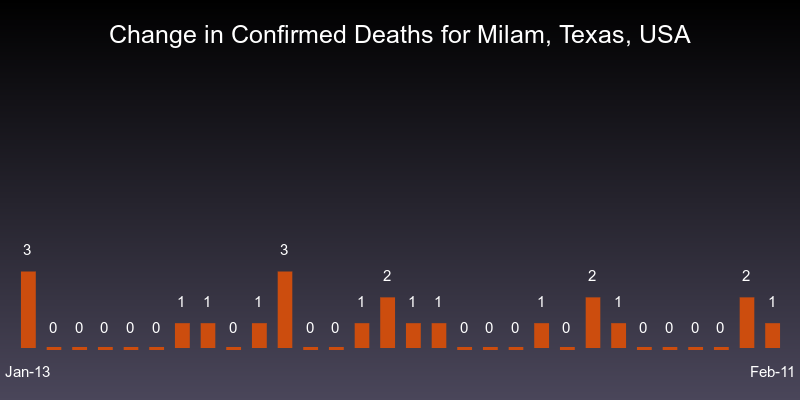 Change in Confirmed Deaths for Milam, Texas, USA
3 0 0 0 0 0 1 1 0 1 3 0 0 1 2 1 1 0 0 0 1 0 2 1 0 0 0 0 2 1
Jan-13 Feb-11